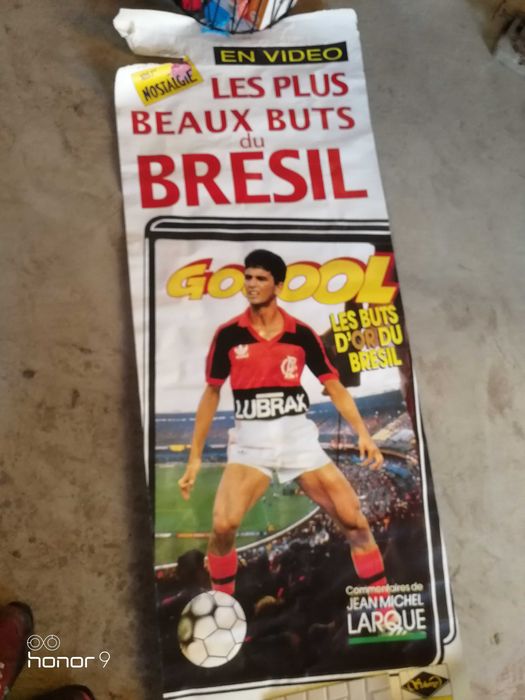 EN VIDEO
NOSTALGIE
LES PLUS
BEAUX BUTS
du
BRESIL
GOOOOL
LES BUTS
D'OR DU
BRESIL
LUBRAX
Commentaires de
JEAN MICHEL
LARQUE
honor 9